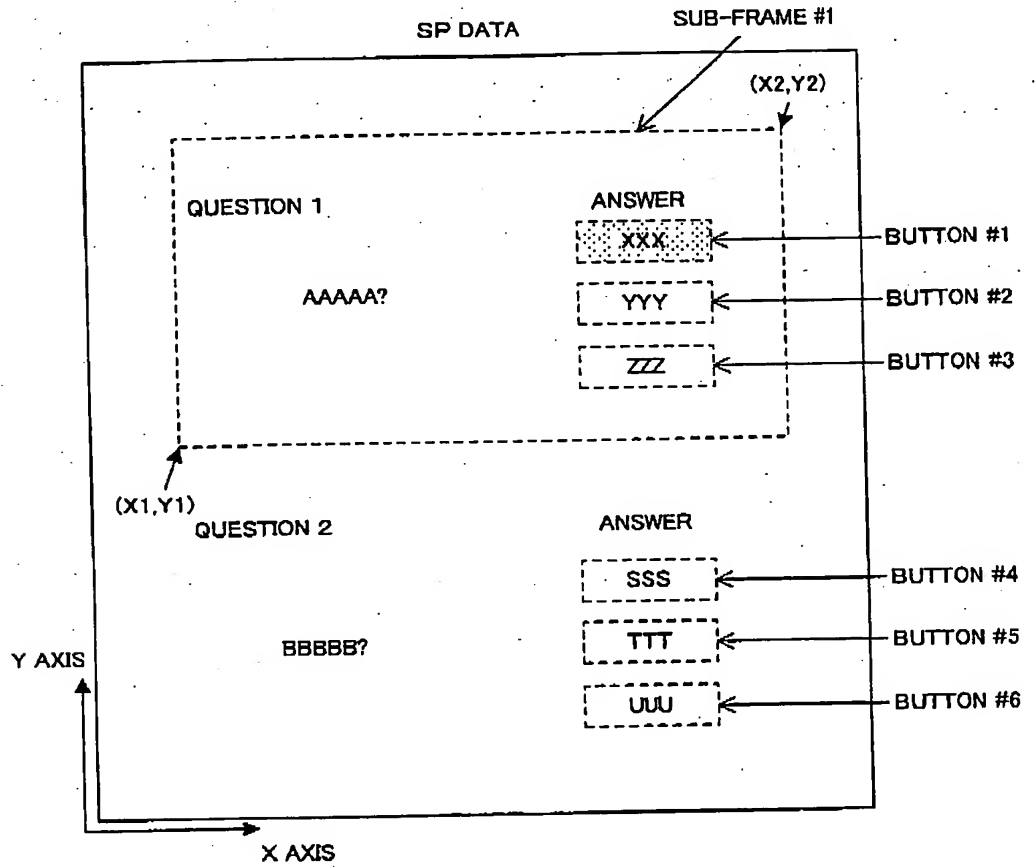 SUB-FRAME #1
SP DATA
(X2,Y2)
QUESTION 1
ANSWER
XXX
BUTTON #1
AAAAA?
YYY
BUTTON #2
ZZZ
BUTTON #3
(X1,Y1)
QUESTION 2
ANSWER
SSS
BUTTON #4
BBBBB?
TTT
BUTTON #5
Y AXIS
UUU
BUTTON #6
X AXIS